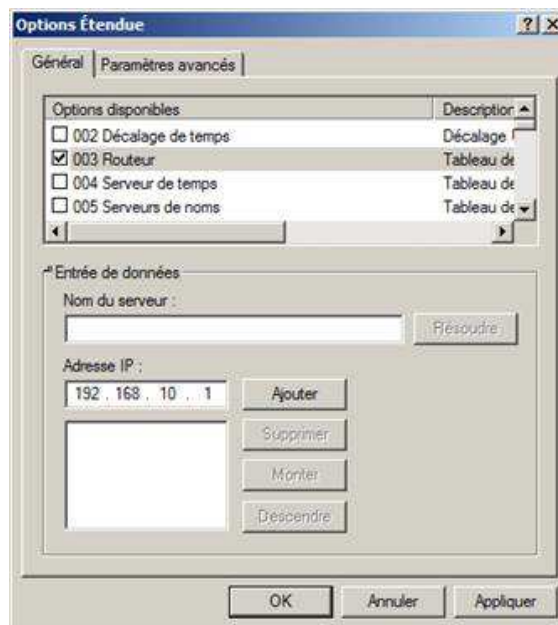 Options Étendue
Général Paramètres avancés
Options disponibles Description
002 Décalage de temps Décalage
003 Routeur Tableau de
004 Serveur de temps Tableau de
005 Serveurs de noms Tableau de
Entrée de données
Nom du serveur :
Résoudre
Adresse IP :
192 . 168 . 10 . 1 Ajouter
Supprimer
Monter
Descendre
OK Annuler Appliquer